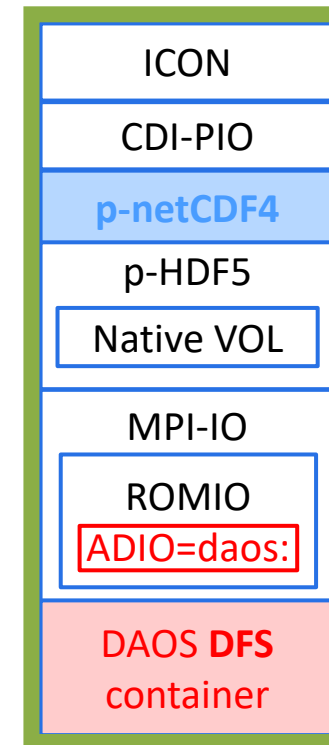 ICON
CDI-PIO
p-netCDF4
p-HDF5
Native VOL
MPI-IO
ROMIO
ADIO=daos:
DAOS DFS
container